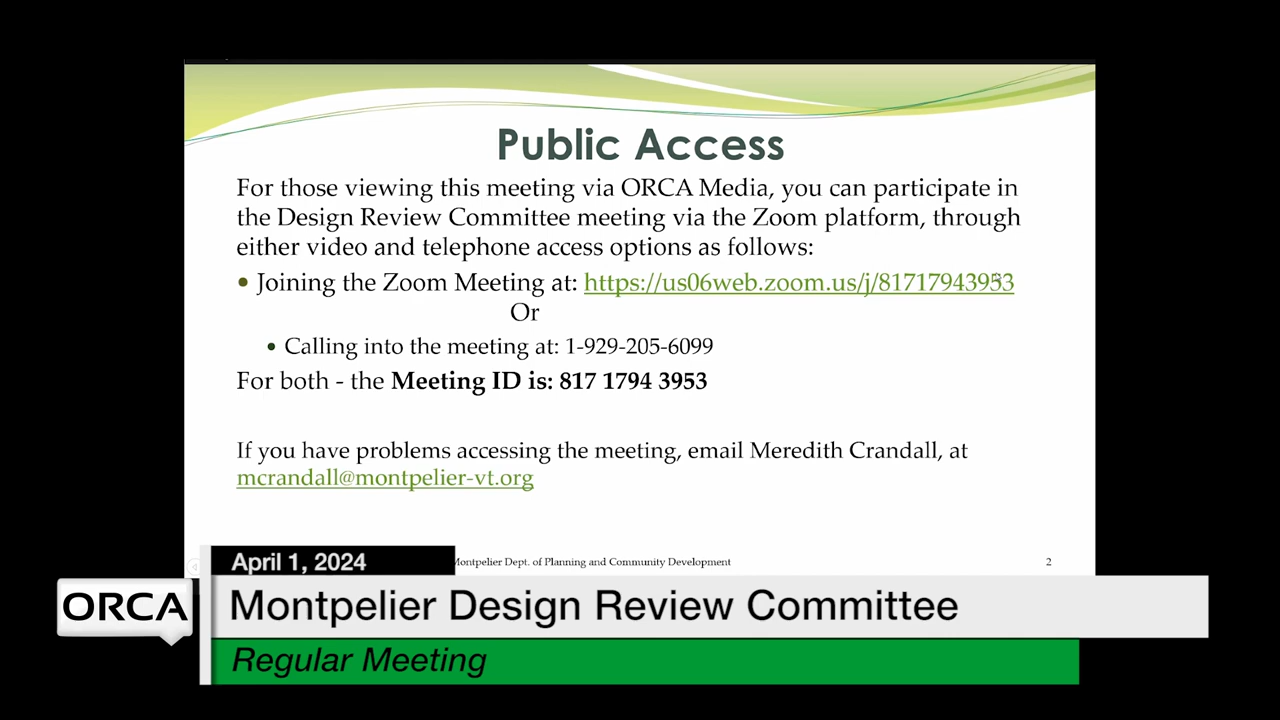 Public Access
For those viewing this meeting via ORCA Media, you can participate in
the Design Review Committee meeting via the Zoom platform, through
either video and telephone access options as follows:
• Joining the Zoom Meeting at: https://us06web.zoom.us/j/81717943953
Or
• Calling into the meeting at: 1-929-205-6099
For both - the Meeting ID is: 817 1794 3953
If you have problems accessing the meeting, email Meredith Crandall, at
mcrandall@montpelier-vt.org
Montpelier Dept. of Planning and Community Development
2
April 1, 2024
ORCA
Montpelier Design Review Committee
Regular Meeting